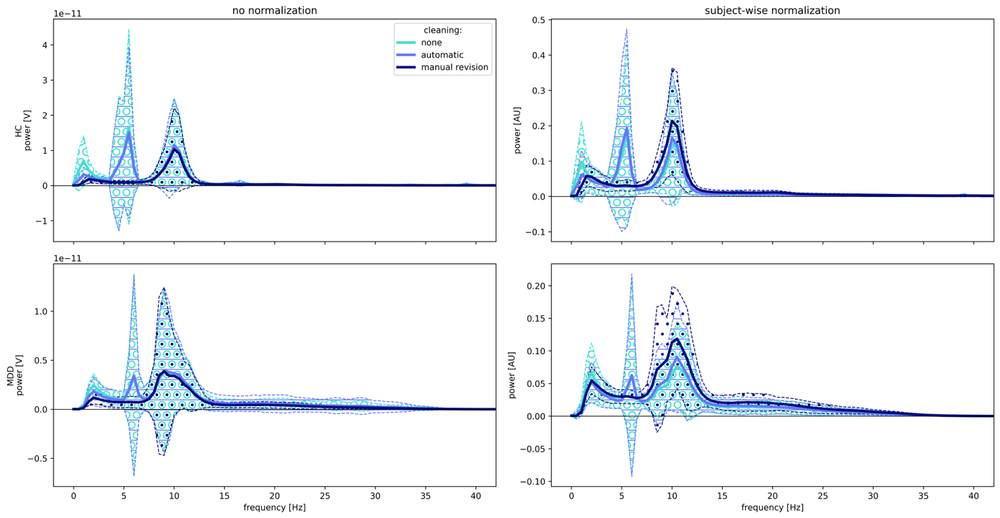 no normalization
subject-wise normalization
1e−11
4
3
2
1
0
−1
HC
power [V]
cleaning:
none
automatic
manual revision
0.5
0.4
0.3
0.2
0.1
0.0
−0.1
power [AU]
1e−11
1.0
0.5
0.0
−0.5
MDD
power [V]
0 5 10 15 20 25 30 35 40
frequency [Hz]
0.20
0.15
0.10
0.05
0.00
−0.05
−0.10
power [AU]
0 5 10 15 20 25 30 35 40
frequency [Hz]